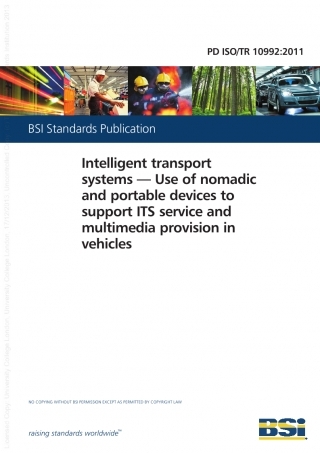 PD ISO/TR 10992:2011
BSI Standards Publication
Intelligent transport
systems — Use of nomadic
and portable devices to
support ITS service and
multimedia provision in
vehicles
NO COPYING WITHOUT BSI PERMISSION EXCEPT AS PERMITTED BY COPYRIGHT LAW
raising standards worldwide™
BSi